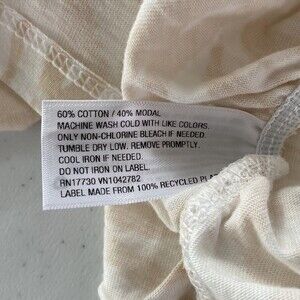 60% COTTON / 40% MODAL
MACHINE WASH COLD WITH LIKE COLORS.
ONLY NON-CHLORINE BLEACH IF NEEDED.
TUMBLE DRY LOW. REMOVE PROMPTLY.
COOL IRON IF NEEDED.
DO NOT IRON ON LABEL.
RN17730 VN1042782
LABEL MADE FROM 100% RECYCLED PLA